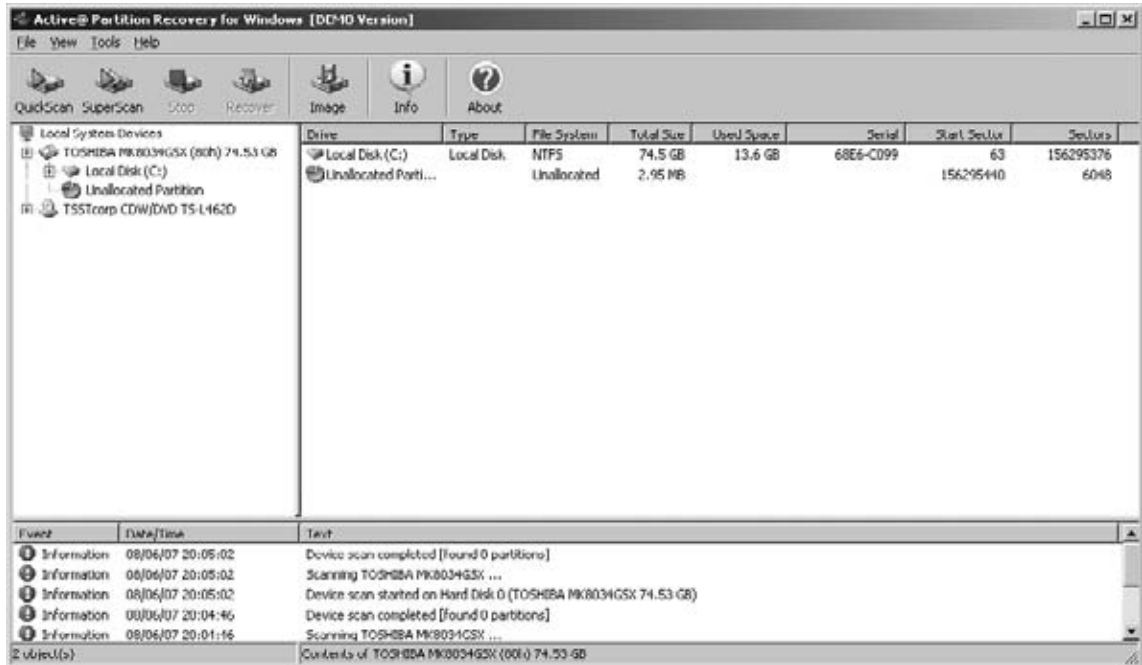 Active@ Partition Recovery for Windows [DEMO Version]
File View Tools Help
QuickScan SuperScan Stop Recover Image Info About
Local System Devices
TOSHIBA MK8034GSX (80h) 74.53 GB
Local Disk (C:)
Unallocated Partition
TSSTcorp CDW/DVD TS-L462D
Drive Type File System Total Size Used Space Serial Start Sector Sectors
Local Disk (C:) Local Disk NTFS 74.5 GB 13.6 GB 68E6-C099 63 156295376
Unallocated Parti... Unallocated 2.95 MB 156295440 6048
Event Date/Time Text
Information 08/06/07 20:05:02 Device scan completed [found 0 partitions]
Information 08/06/07 20:05:02 Scanning TOSHIBA MK8034GSX ...
Information 08/06/07 20:05:02 Device scan started on Hard Disk 0 (TOSHIBA MK8034GSX 74.53 GB)
Information 08/06/07 20:04:46 Device scan completed [found 0 partitions]
Information 08/06/07 Scanning TOSHIBA MK8034GSX ...
2 object(s) Contents of TOSHIBA MK8034GSX (80h) 74.53 GB